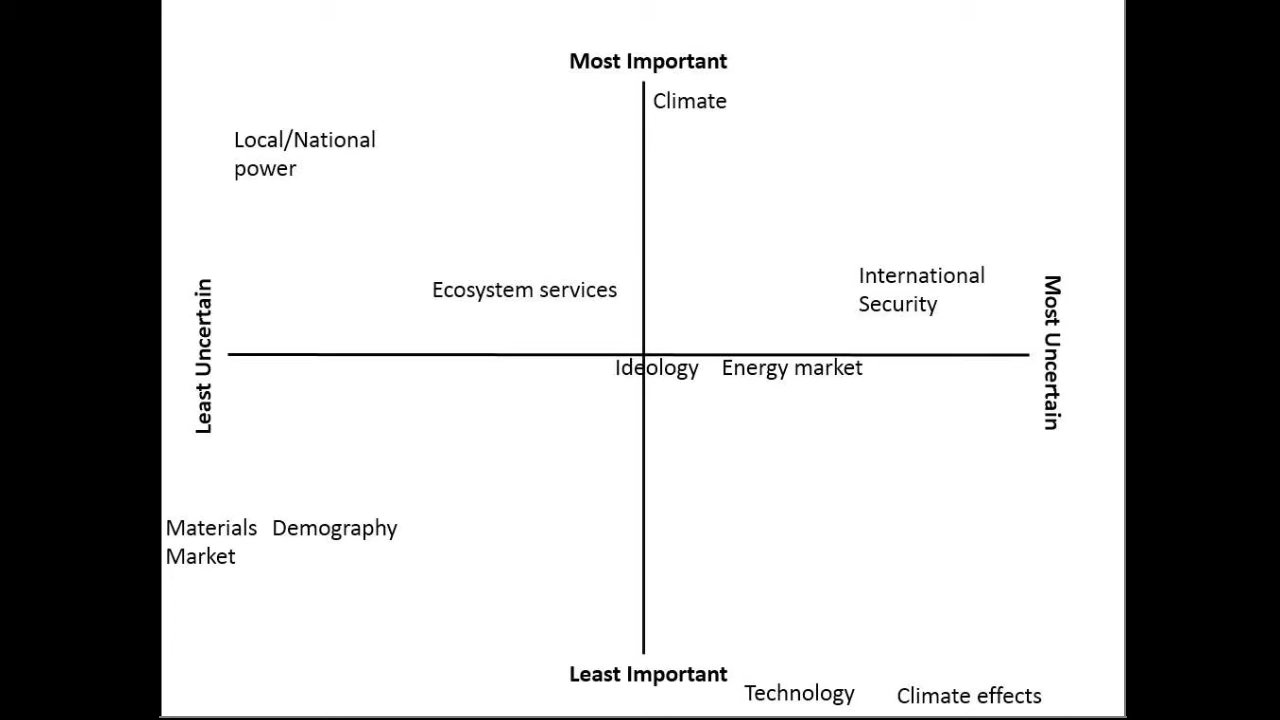 Most Important
Climate
Local/National
power
International
Security
Ecosystem services
Least Uncertain
Most Uncertain
Ideology
Energy market
Materials
Market
Demography
Least Important
Technology
Climate effects